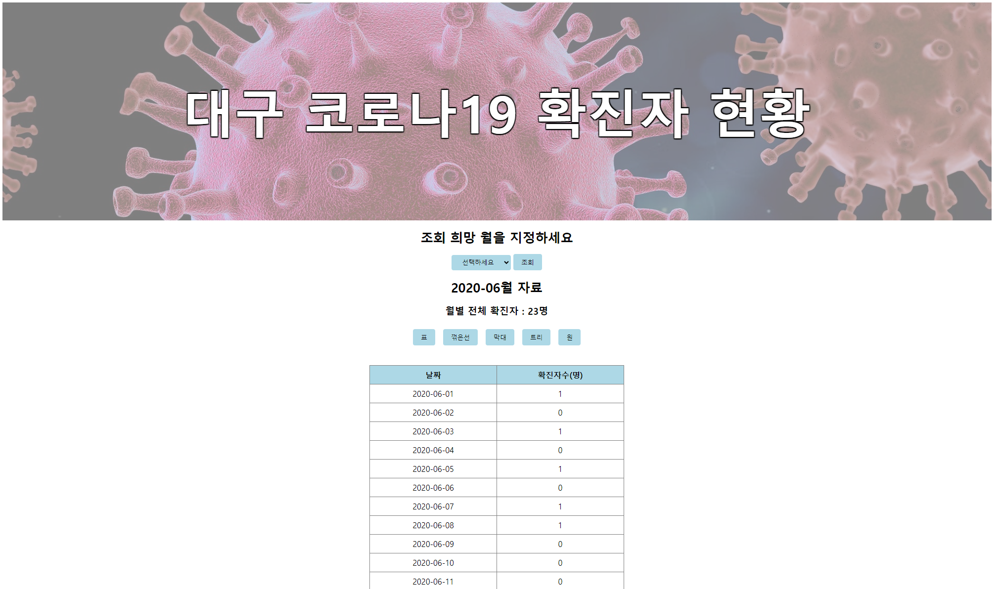 대구 코로나19 확진자 현황
조회 희망 월을 지정하세요
선택하세요 조회
2020-06월 자료
월별 전체 확진자 : 23명
표 꺾은선 막대 트리 원
날짜 확진자수(명)
2020-06-01 1
2020-06-02 0
2020-06-03 1
2020-06-04 0
2020-06-05 1
2020-06-06 0
2020-06-07 1
2020-06-08 1
2020-06-09 0
2020-06-10 0
2020-06-11 0